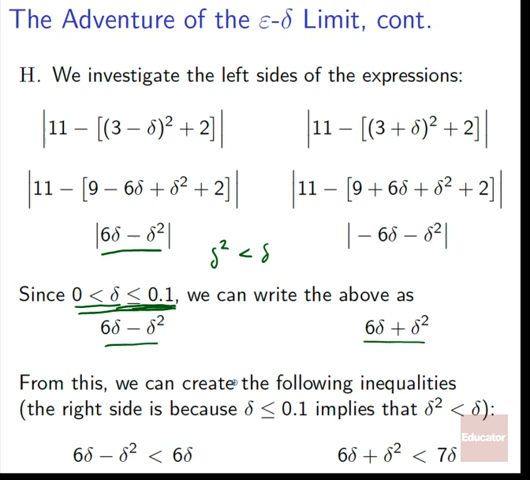 The Adventure of the ε-δ Limit, cont.
H. We investigate the left sides of the expressions:
|11 − [(3 − δ)² + 2]| |11 − [(3 + δ)² + 2]|
|11 − [9 − 6δ + δ² + 2]| |11 − [9 + 6δ + δ² + 2]|
|6δ − δ²| |− 6δ − δ²|
δ² < δ
Since 0 < δ ≤ 0.1, we can write the above as
6δ − δ² 6δ + δ²
From this, we can create the following inequalities
(the right side is because δ ≤ 0.1 implies that δ² < δ):
Educator
6δ − δ² < 6δ 6δ + δ² < 7δ